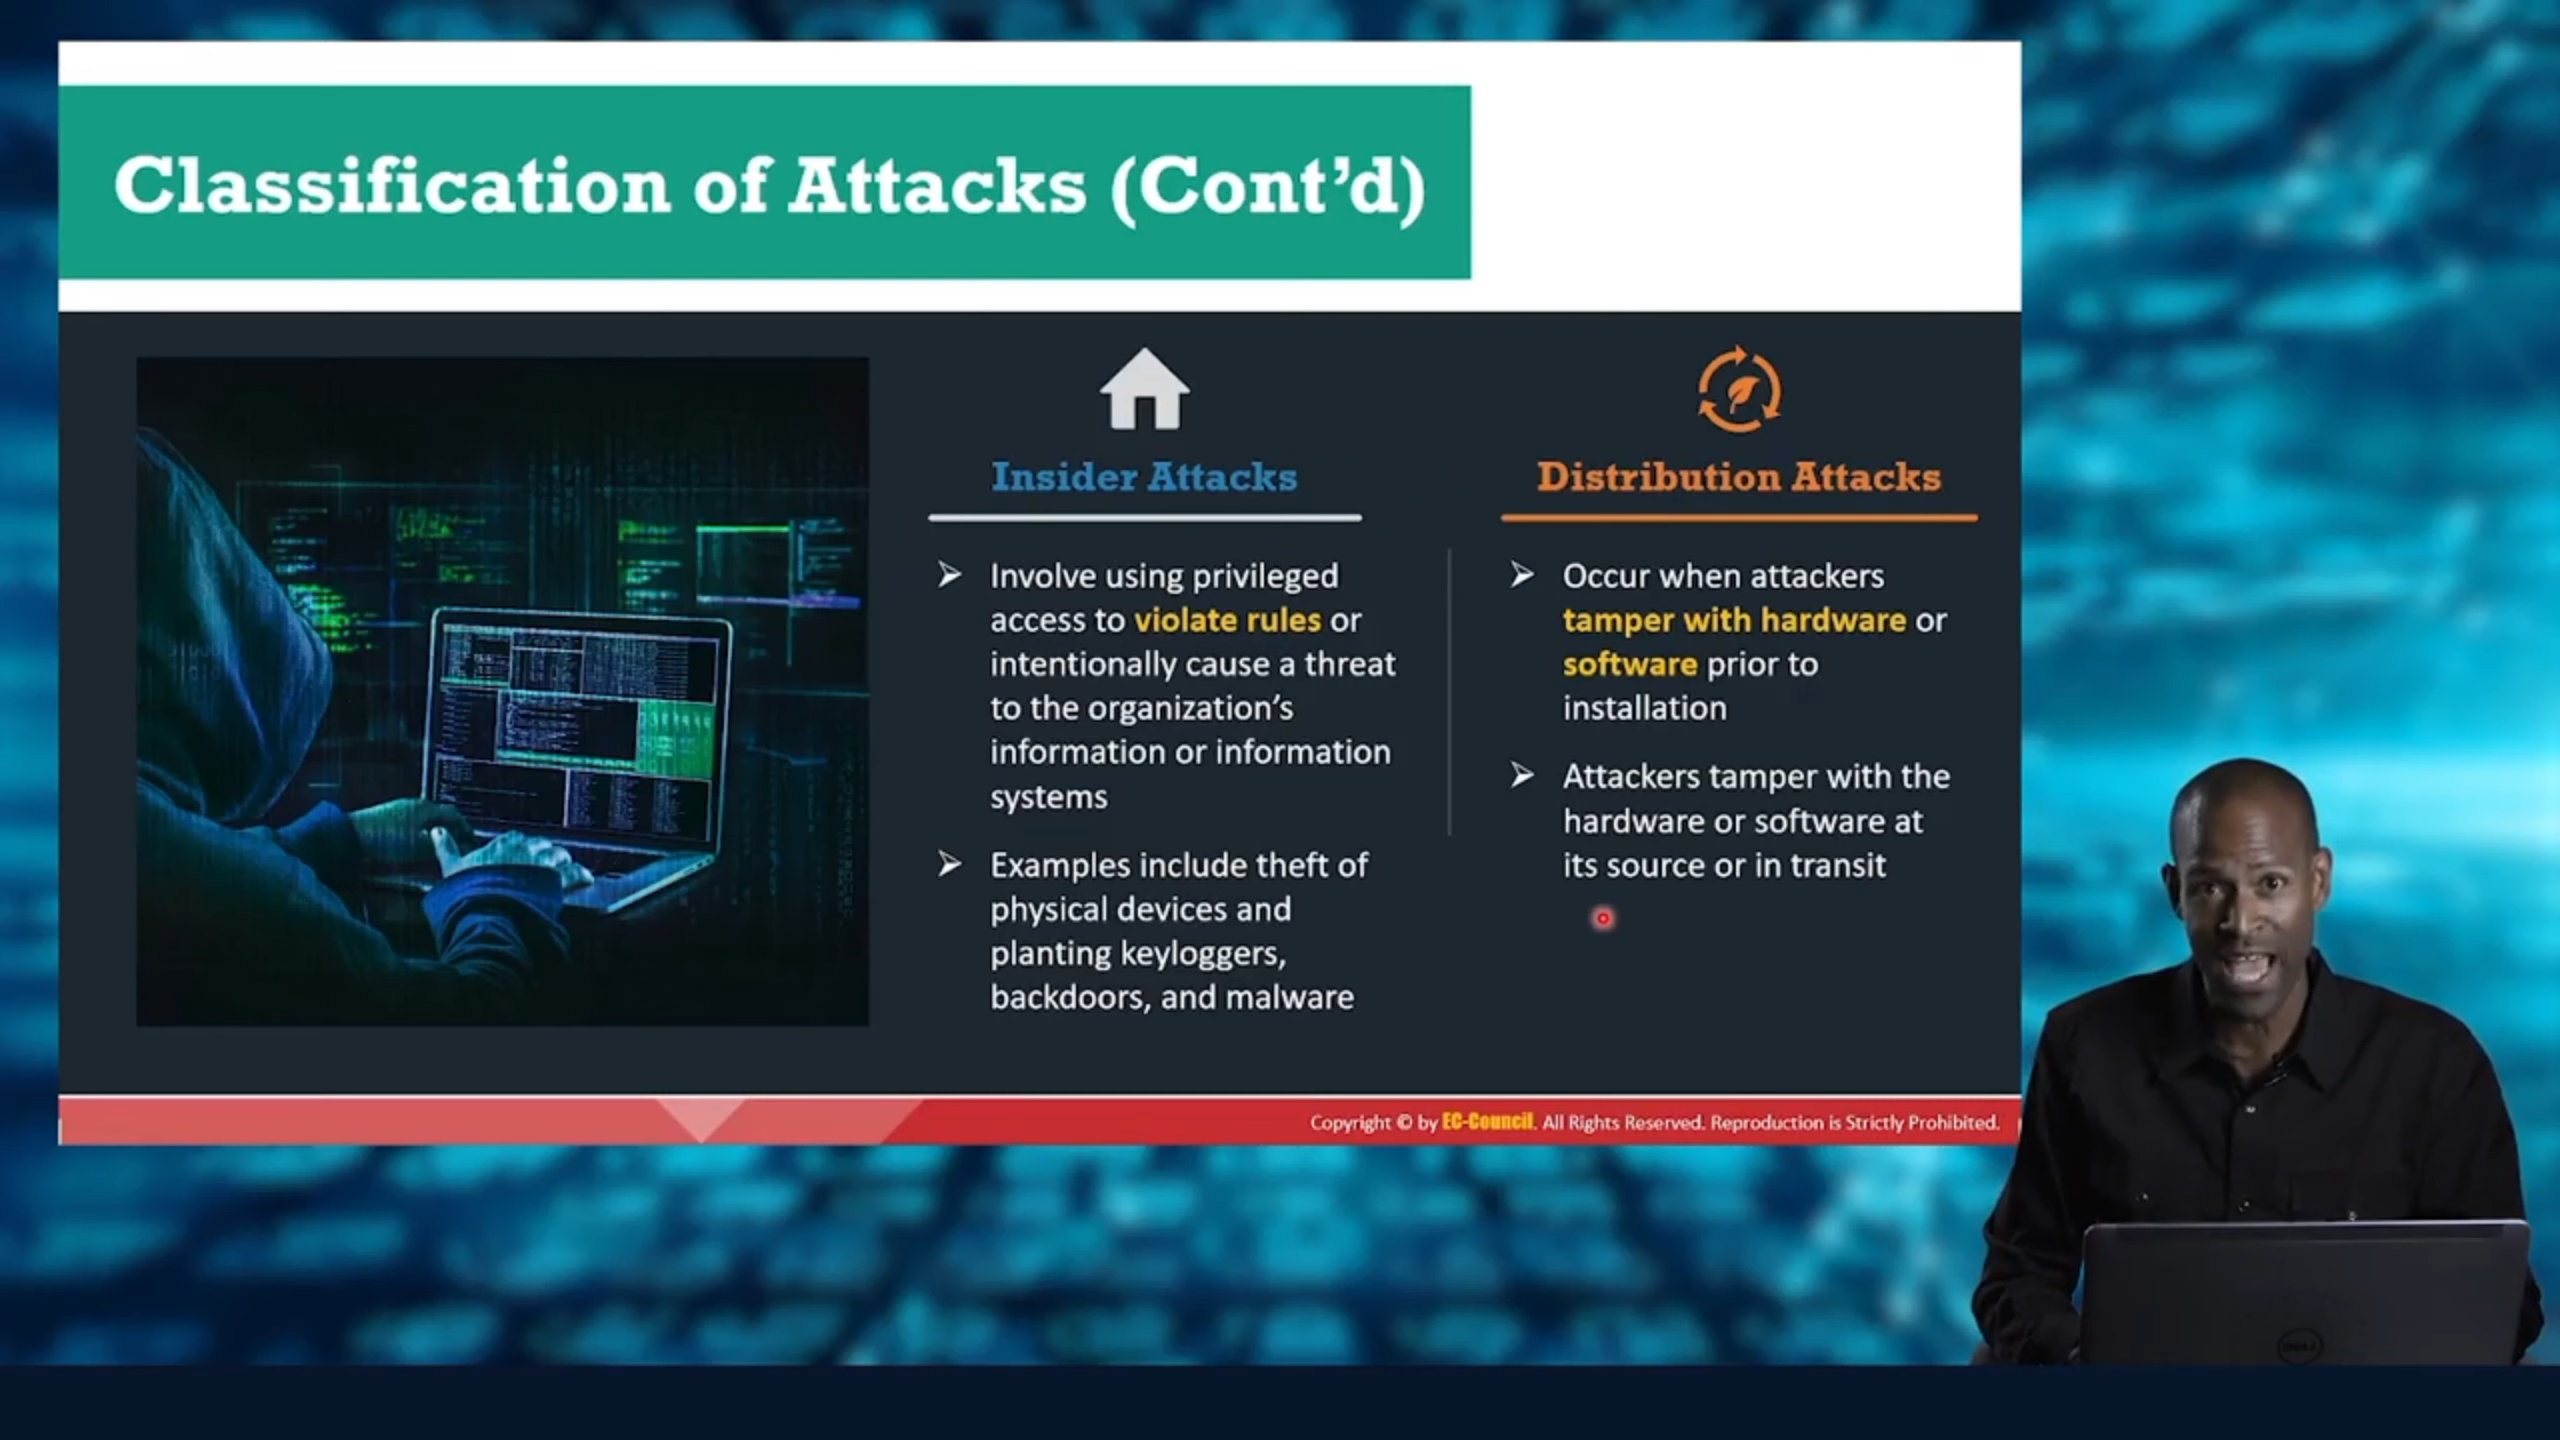 Classification of Attacks (Cont’d)
Insider Attacks
Involve using privileged
access to violate rules or
intentionally cause a threat
to the organization’s
information or information
systems
Examples include theft of
physical devices and
planting keyloggers,
backdoors, and malware
Distribution Attacks
Occur when attackers
tamper with hardware or
software prior to
installation
Attackers tamper with the
hardware or software at
its source or in transit
Copyright © by EC-Council. All Rights Reserved. Reproduction is Strictly Prohibited.
DELL